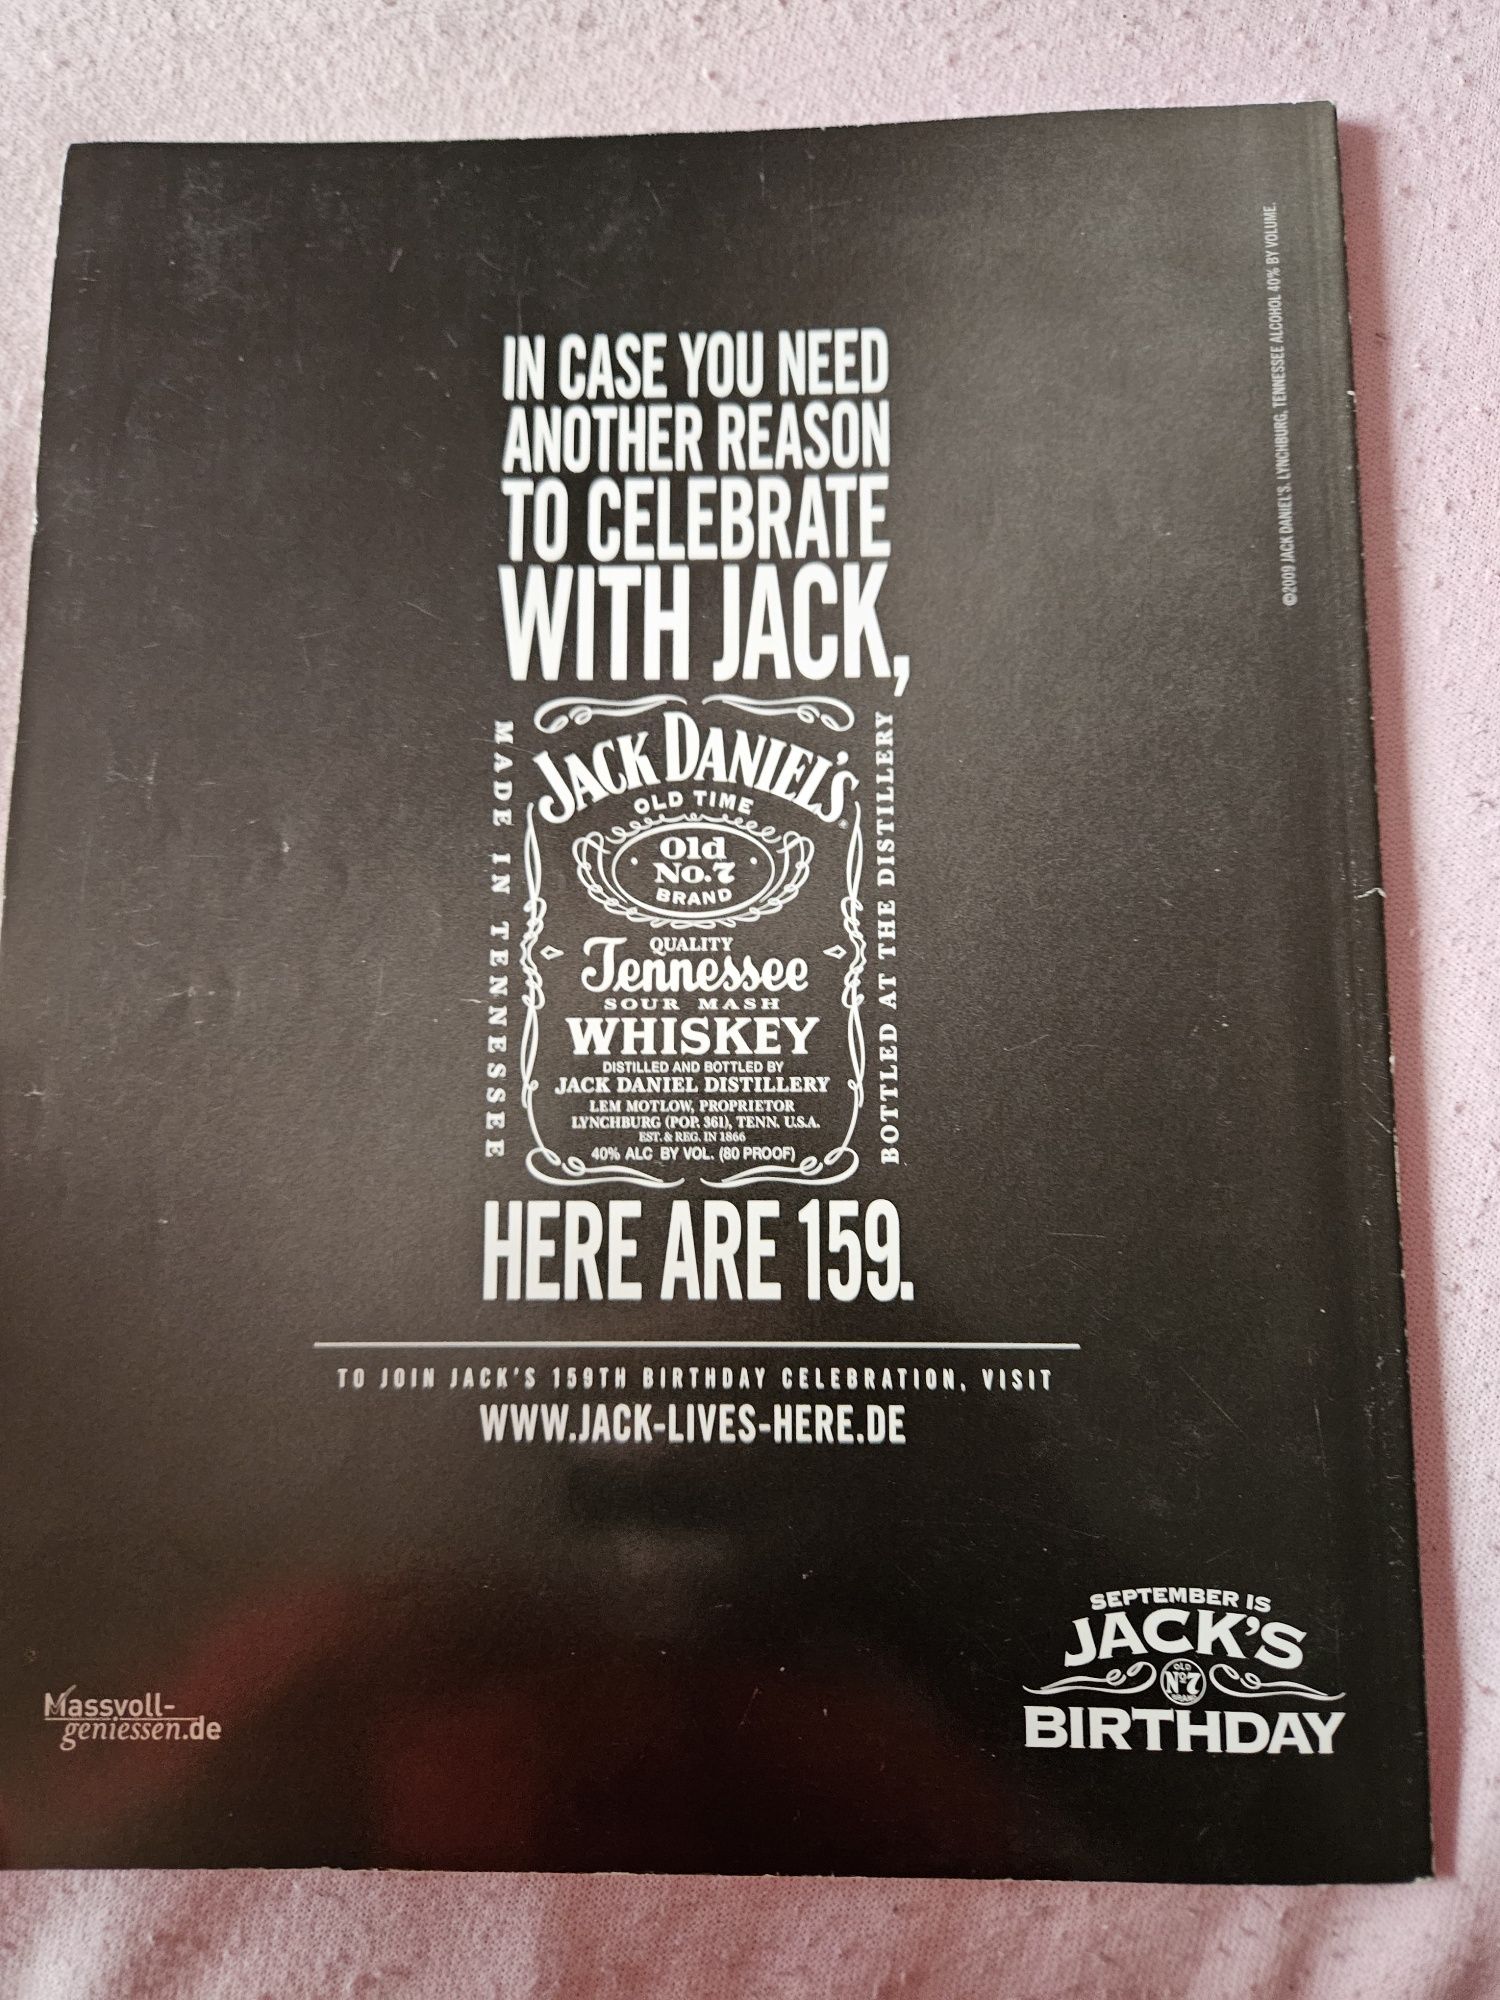 ©2009 JACK DANIEL'S. LYNCHBURG, TENNESSEE ALCOHOL 40% BY VOLUME.
IN CASE YOU NEED
ANOTHER REASON
TO CELEBRATE
WITH JACK,
MADE IN TENNESSEE
JACK DANIEL'S
OLD TIME
Old
No.7
BRAND
QUALITY
Tennessee
SOUR MASH
WHISKEY
DISTILLED AND BOTTLED BY
JACK DANIEL DISTILLERY
LEM MOTLOW, PROPRIETOR
LYNCHBURG (POP. 361), TENN. U.S.A.
EST. & REG. IN 1866
40% ALC BY VOL. (80 PROOF)
BOTTLED AT THE DISTILLERY
HERE ARE 159.
TO JOIN JACK'S 159TH BIRTHDAY CELEBRATION, VISIT
WWW.JACK-LIVES-HERE.DE
SEPTEMBER IS
JACK'S
OLD
Nº7
BRAND
BIRTHDAY
Massvoll-
geniessen.de